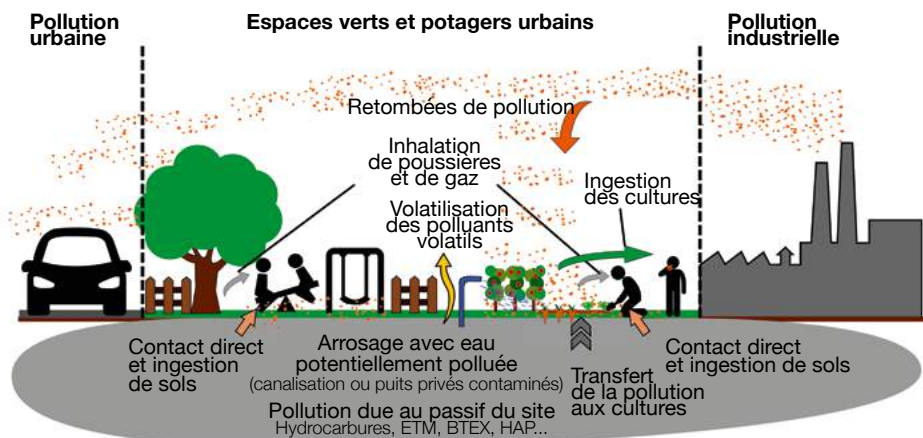 Pollution
urbaine
Espaces verts et potagers urbains
Pollution
industrielle
Retombées de pollution
Inhalation
de poussières
et de gaz
Ingestion
des cultures
Volatilisation
des polluants
volatils
Contact direct
et ingestion
de sols
Arrosage avec eau
potentiellement polluée
(canalisation ou puits privés contaminés)
Transfert
de la pollution
aux cultures
Contact direct
et ingestion de sols
Pollution due au passif du site
Hydrocarbures, ETM, BTEX, HAP...